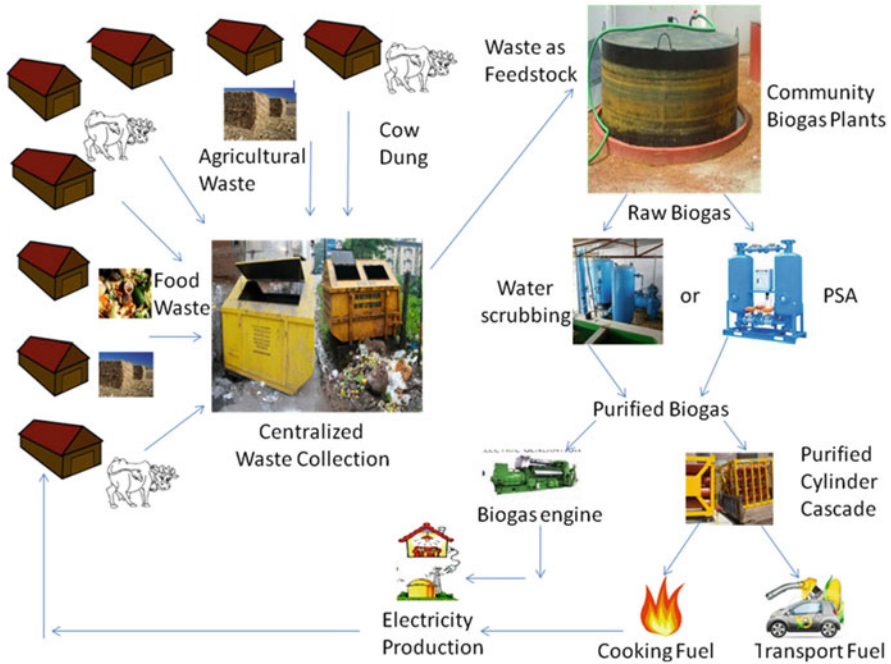 Waste as
Feedstock
Community
Biogas Plants
Agricultural
Waste
Cow
Dung
Raw Biogas
Food
Waste
Water
scrubbing
or
PSA
Centralized
Waste Collection
Purified Biogas
Purified
Cylinder
Cascade
Biogas engine
Electricity
Production
Cooking Fuel
Transport Fuel